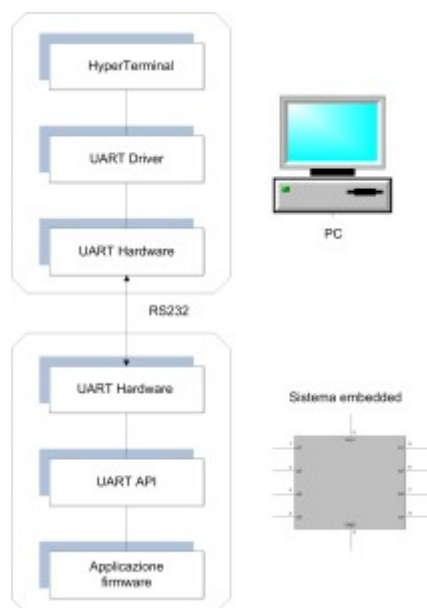 HyperTerminal
UART Driver
UART Hardware
PC
RS232
UART Hardware
Sistema embedded
UART API
Applicazione
firmware